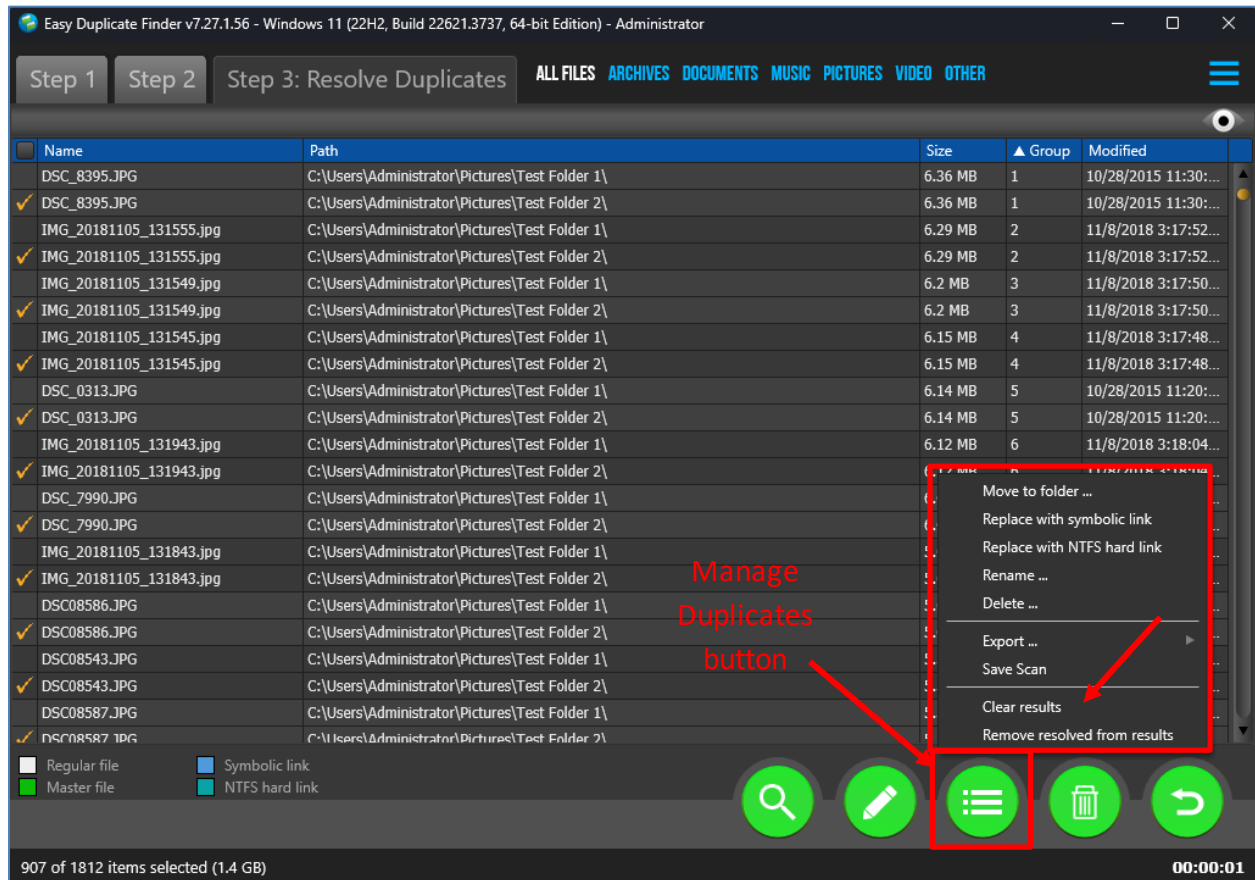 Easy Duplicate Finder v7.27.1.56 - Windows 11 (22H2, Build 22621.3737, 64-bit Edition) - Administrator
Step 1 Step 2 Step 3: Resolve Duplicates ALL FILES ARCHIVES DOCUMENTS MUSIC PICTURES VIDEO OTHER
Name Path Size ▲ Group Modified
DSC_8395.JPG C:\Users\Administrator\Pictures\Test Folder 1\ 6.36 MB 1 10/28/2015 11:30:...
DSC_8395.JPG C:\Users\Administrator\Pictures\Test Folder 2\ 6.36 MB 1 10/28/2015 11:30:...
IMG_20181105_131555.jpg C:\Users\Administrator\Pictures\Test Folder 1\ 6.29 MB 2 11/8/2018 3:17:52...
IMG_20181105_131555.jpg C:\Users\Administrator\Pictures\Test Folder 2\ 6.29 MB 2 11/8/2018 3:17:52...
IMG_20181105_131549.jpg C:\Users\Administrator\Pictures\Test Folder 1\ 6.2 MB 3 11/8/2018 3:17:50...
IMG_20181105_131549.jpg C:\Users\Administrator\Pictures\Test Folder 2\ 6.2 MB 3 11/8/2018 3:17:50...
IMG_20181105_131545.jpg C:\Users\Administrator\Pictures\Test Folder 1\ 6.15 MB 4 11/8/2018 3:17:48...
IMG_20181105_131545.jpg C:\Users\Administrator\Pictures\Test Folder 2\ 6.15 MB 4 11/8/2018 3:17:48...
DSC_0313.JPG C:\Users\Administrator\Pictures\Test Folder 1\ 6.14 MB 5 10/28/2015 11:20:...
DSC_0313.JPG C:\Users\Administrator\Pictures\Test Folder 2\ 6.14 MB 5 10/28/2015 11:20:...
IMG_20181105_131943.jpg C:\Users\Administrator\Pictures\Test Folder 1\ 6.12 MB 6 11/8/2018 3:18:04...
IMG_20181105_131943.jpg C:\Users\Administrator\Pictures\Test Folder 2\ 6.12 MB 6 11/8/2018 3:18:04...
DSC_7990.JPG C:\Users\Administrator\Pictures\Test Folder 1\
DSC_7990.JPG C:\Users\Administrator\Pictures\Test Folder 2\
IMG_20181105_131843.jpg C:\Users\Administrator\Pictures\Test Folder 1\
IMG_20181105_131843.jpg C:\Users\Administrator\Pictures\Test Folder 2\
DSC08586.JPG C:\Users\Administrator\Pictures\Test Folder 1\
DSC08586.JPG C:\Users\Administrator\Pictures\Test Folder 2\
DSC08543.JPG C:\Users\Administrator\Pictures\Test Folder 1\
DSC08543.JPG C:\Users\Administrator\Pictures\Test Folder 2\
DSC08587.JPG C:\Users\Administrator\Pictures\Test Folder 1\
DSC08587.JPG C:\Users\Administrator\Pictures\Test Folder 2\
Manage
Duplicates
button
Move to folder ...
Replace with symbolic link
Replace with NTFS hard link
Rename ...
Delete ...
Export ...
Save Scan
Clear results
Remove resolved from results
Regular file Symbolic link
Master file NTFS hard link
907 of 1812 items selected (1.4 GB) 00:00:01